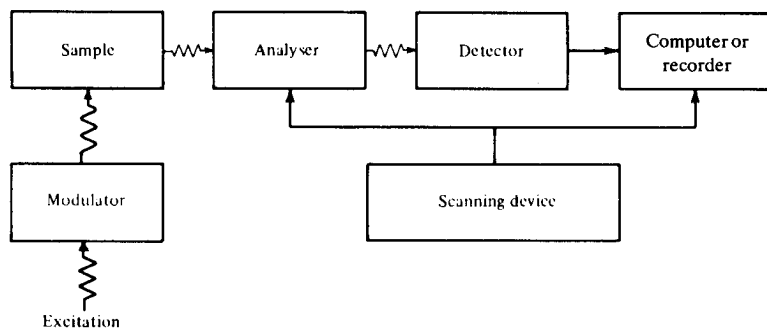 Sample
Analyser
Detector
Computer or
recorder
Modulator
Scanning device
Excitation